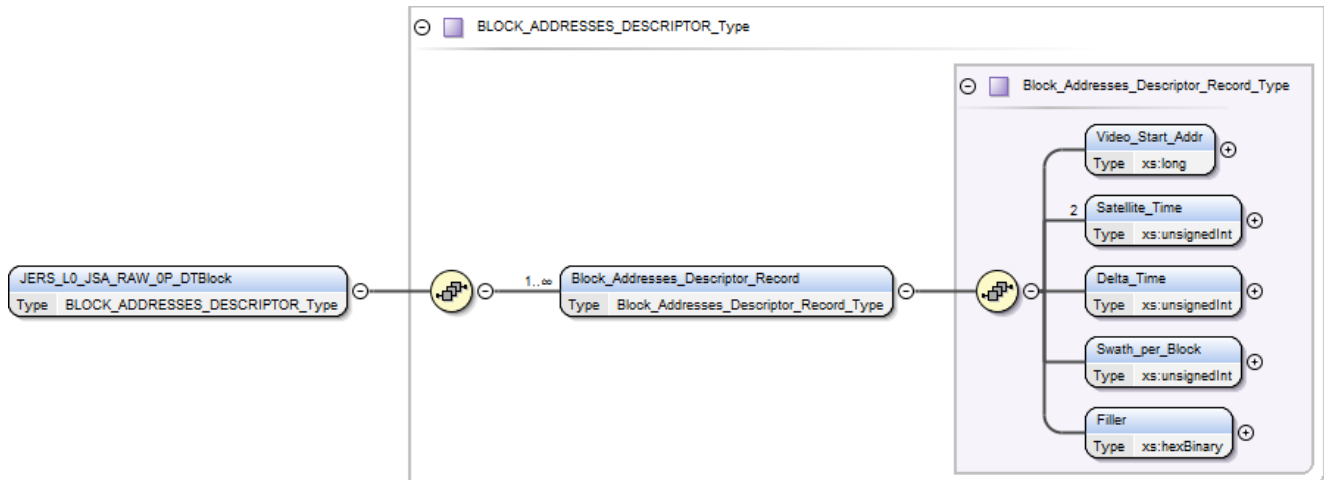 BLOCK_ADDRESSES_DESCRIPTOR_Type
Block_Addresses_Descriptor_Record_Type
Video_Start_Addr
Type xs:long
2 Satellite_Time
Type xs:unsignedInt
JERS_L0_JSA_RAW_0P_DTBlock
Type BLOCK_ADDRESSES_DESCRIPTOR_Type
1..∞ Block_Addresses_Descriptor_Record
Type Block_Addresses_Descriptor_Record_Type
Delta_Time
Type xs:unsignedInt
Swath_per_Block
Type xs:unsignedInt
Filler
Type xs:hexBinary